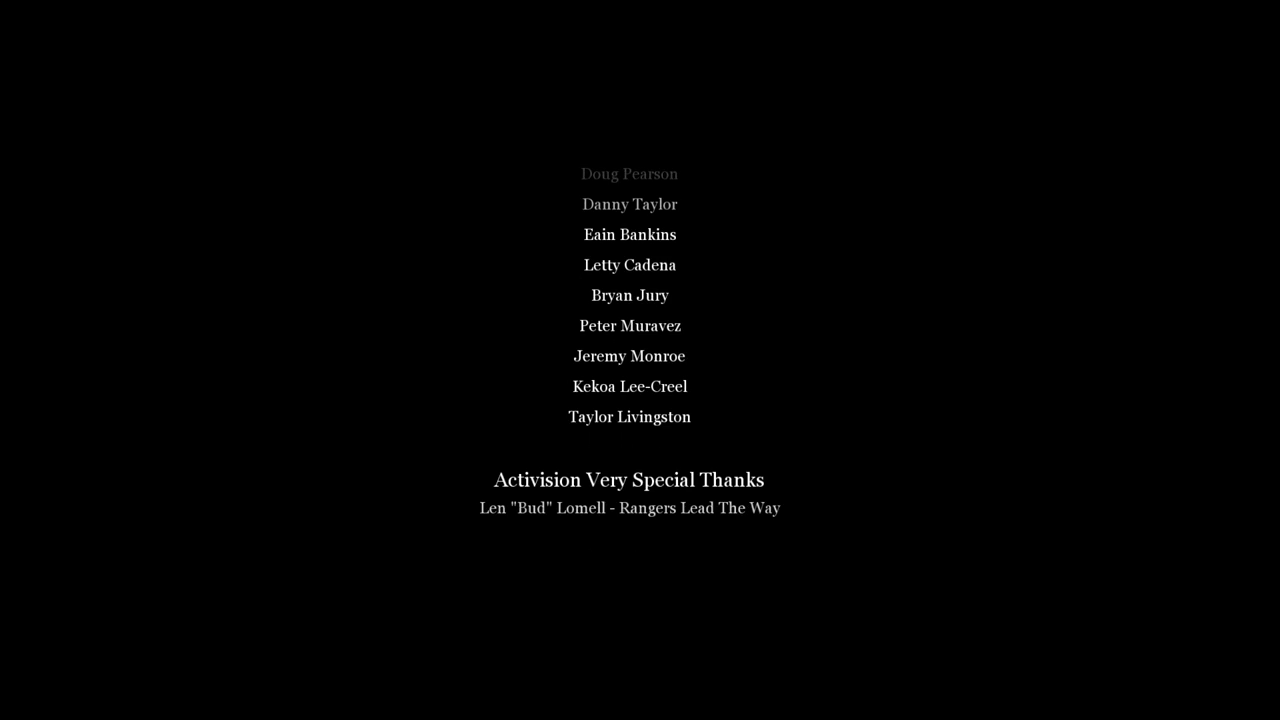 Doug Pearson
Danny Taylor
Eain Bankins
Letty Cadena
Bryan Jury
Peter Muravez
Jeremy Monroe
Kekoa Lee-Creel
Taylor Livingston
Activision Very Special Thanks
Len "Bud" Lomell - Rangers Lead The Way